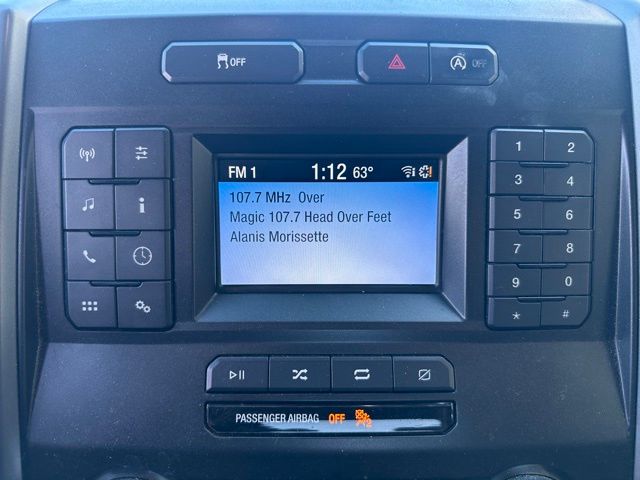 OFF
OFF
FM 1 1:12 63°
107.7 MHz Over
Magic 107.7 Head Over Feet
Alanis Morissette
1 2
3 4
5 6
7 8
9 0
* #
PASSENGER AIRBAG OFF